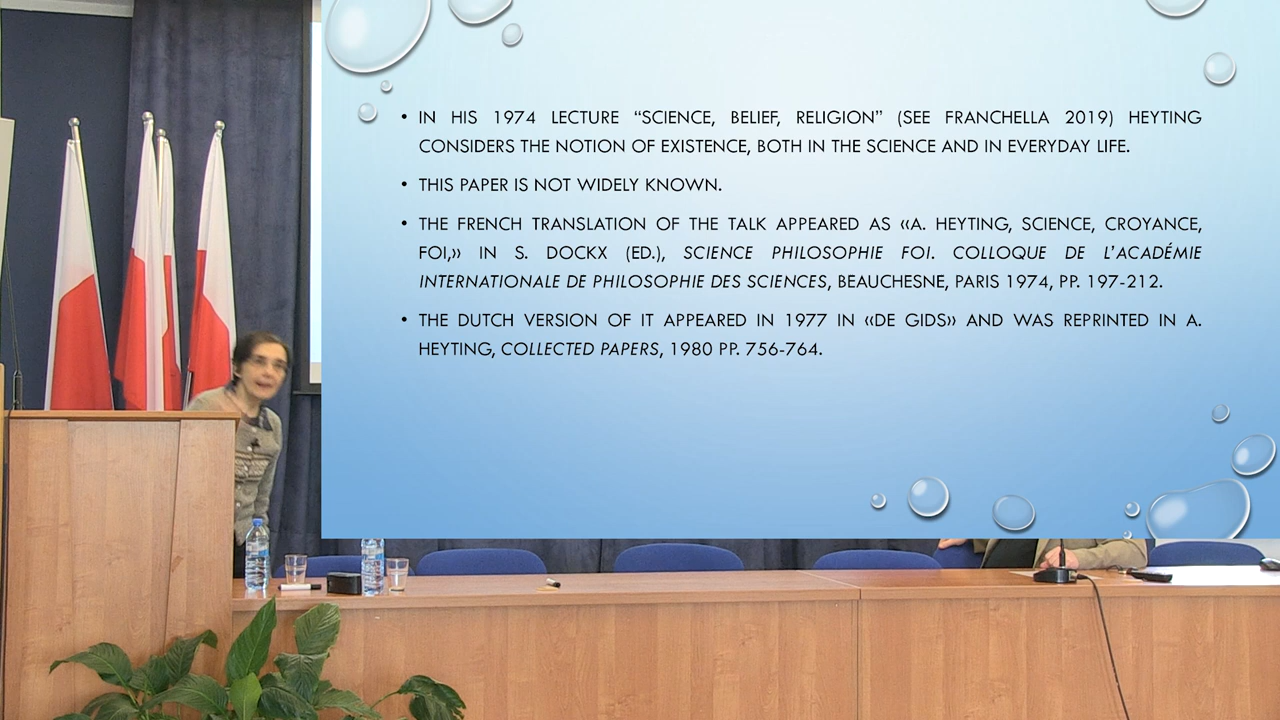 • IN HIS 1974 LECTURE “SCIENCE, BELIEF, RELIGION” (SEE FRANCHELLA 2019) HEYTING
CONSIDERS THE NOTION OF EXISTENCE, BOTH IN THE SCIENCE AND IN EVERYDAY LIFE.
• THIS PAPER IS NOT WIDELY KNOWN.
• THE FRENCH TRANSLATION OF THE TALK APPEARED AS «A. HEYTING, SCIENCE, CROYANCE,
FOI,» IN S. DOCKX (ED.), SCIENCE PHILOSOPHIE FOI. COLLOQUE DE L’ACADÉMIE
INTERNATIONALE DE PHILOSOPHIE DES SCIENCES, BEAUCHESNE, PARIS 1974, PP. 197-212.
• THE DUTCH VERSION OF IT APPEARED IN 1977 IN «DE GIDS» AND WAS REPRINTED IN A.
HEYTING, COLLECTED PAPERS, 1980 PP. 756-764.